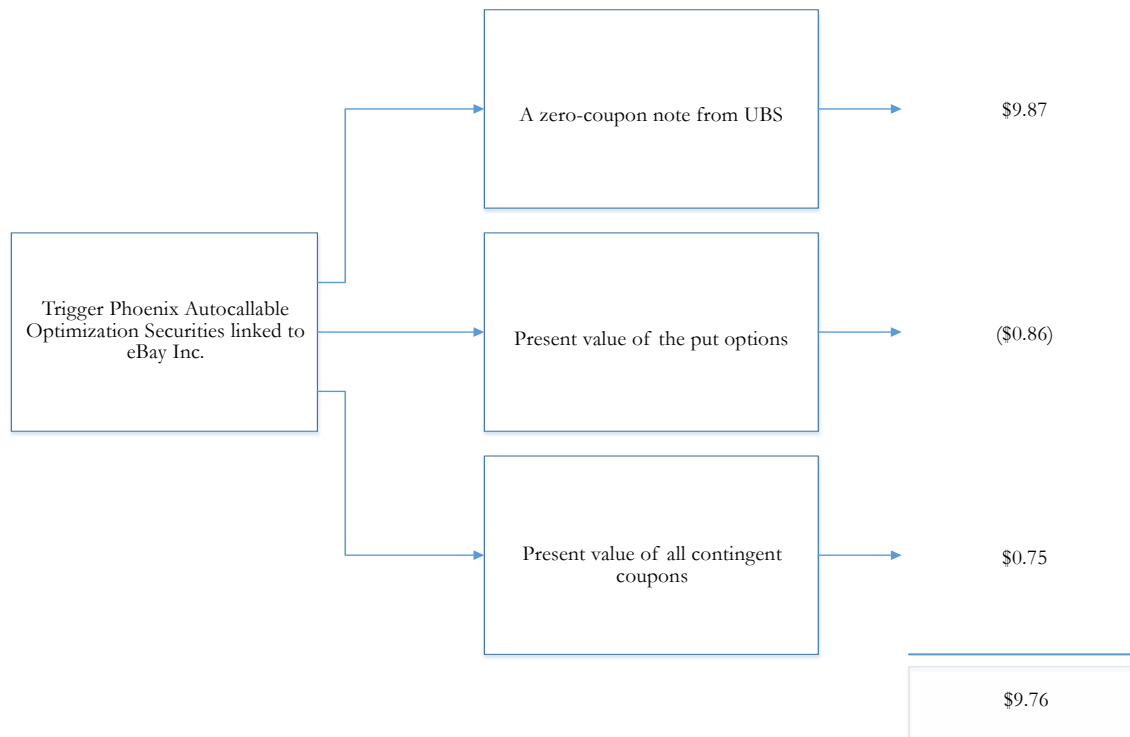 A zero-coupon note from UBS
$9.87
Trigger Phoenix Autocallable
Optimization Securities linked to
eBay Inc.
Present value of the put options
($0.86)
Present value of all contingent
coupons
$0.75
$9.76